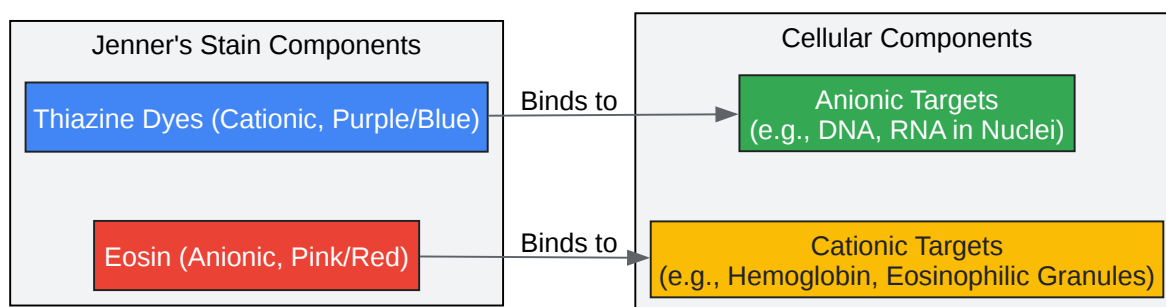 Jenner's Stain Components
Thiazine Dyes (Cationic, Purple/Blue)
Eosin (Anionic, Pink/Red)
Binds to
Binds to
Cellular Components
Anionic Targets
(e.g., DNA, RNA in Nuclei)
Cationic Targets
(e.g., Hemoglobin, Eosinophilic Granules)